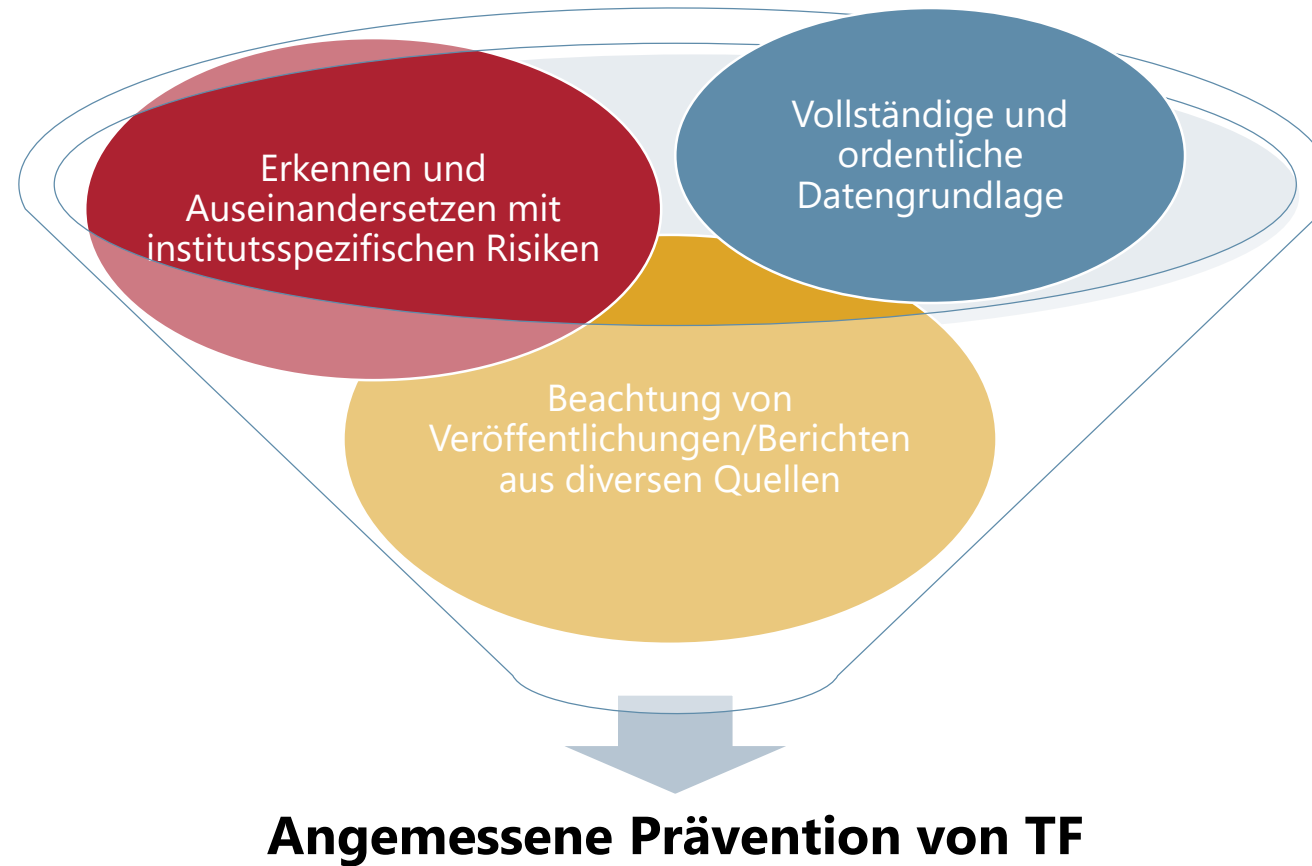 Erkennen und
Auseinandersetzen mit
institutsspezifischen Risiken
Vollständige und
ordentliche
Datengrundlage
Beachtung von
Veröffentlichungen/Berichten
aus diversen Quellen
Angemessene Prävention von TF